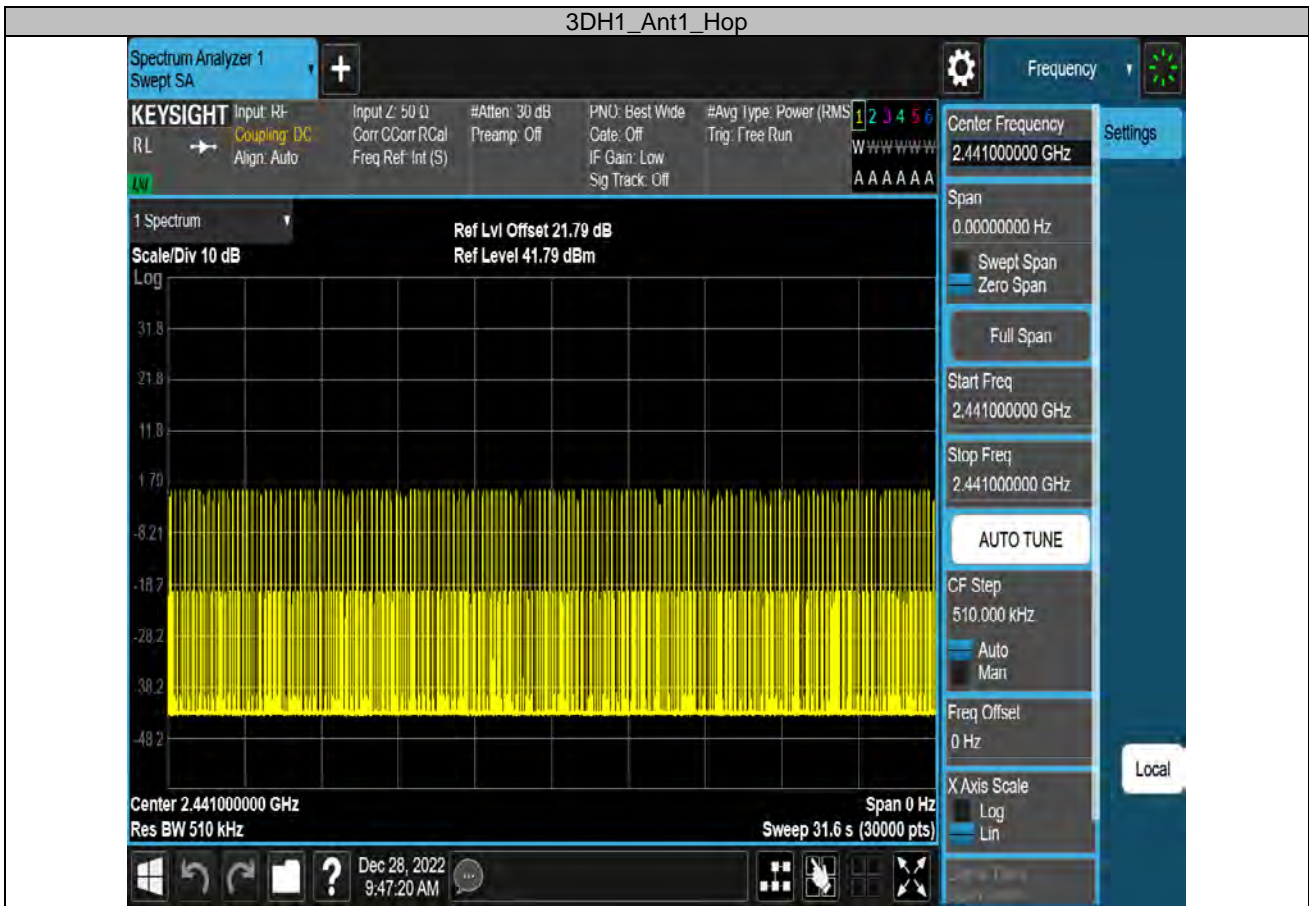 3DH1_Ant1_Hop
Spectrum Analyzer 1
Swept SA
+
Frequency
KEYSIGHT
RL
Input: RF
Coupling: DC
Align: Auto
Input Z: 50 Ω
Corr CCorr RCal
Freq Ref: Int (S)
#Atten: 30 dB
Preamp: Off
PNO: Best Wide
Gate: Off
IF Gain: Low
Sig Track: Off
#Avg Type: Power (RMS
Trig: Free Run
1 2 3 4 5 6
W W W W W W
A A A A A A
1 Spectrum
Scale/Div 10 dB
Log
Ref Lvl Offset 21.79 dB
Ref Level 41.79 dBm
31.8
21.8
11.8
1.79
-8.21
-18.2
-28.2
-38.2
-48.2
Center 2.441000000 GHz
Res BW 510 kHz
Span 0 Hz
Sweep 31.6 s (30000 pts)
Center Frequency
2.441000000 GHz
Settings
Span
0.00000000 Hz
Swept Span
Zero Span
Full Span
Start Freq
2.441000000 GHz
Stop Freq
2.441000000 GHz
AUTO TUNE
CF Step
510.000 kHz
Auto
Man
Freq Offset
0 Hz
X Axis Scale
Log
Lin
Local
?
Dec 28, 2022
9:47:20 AM